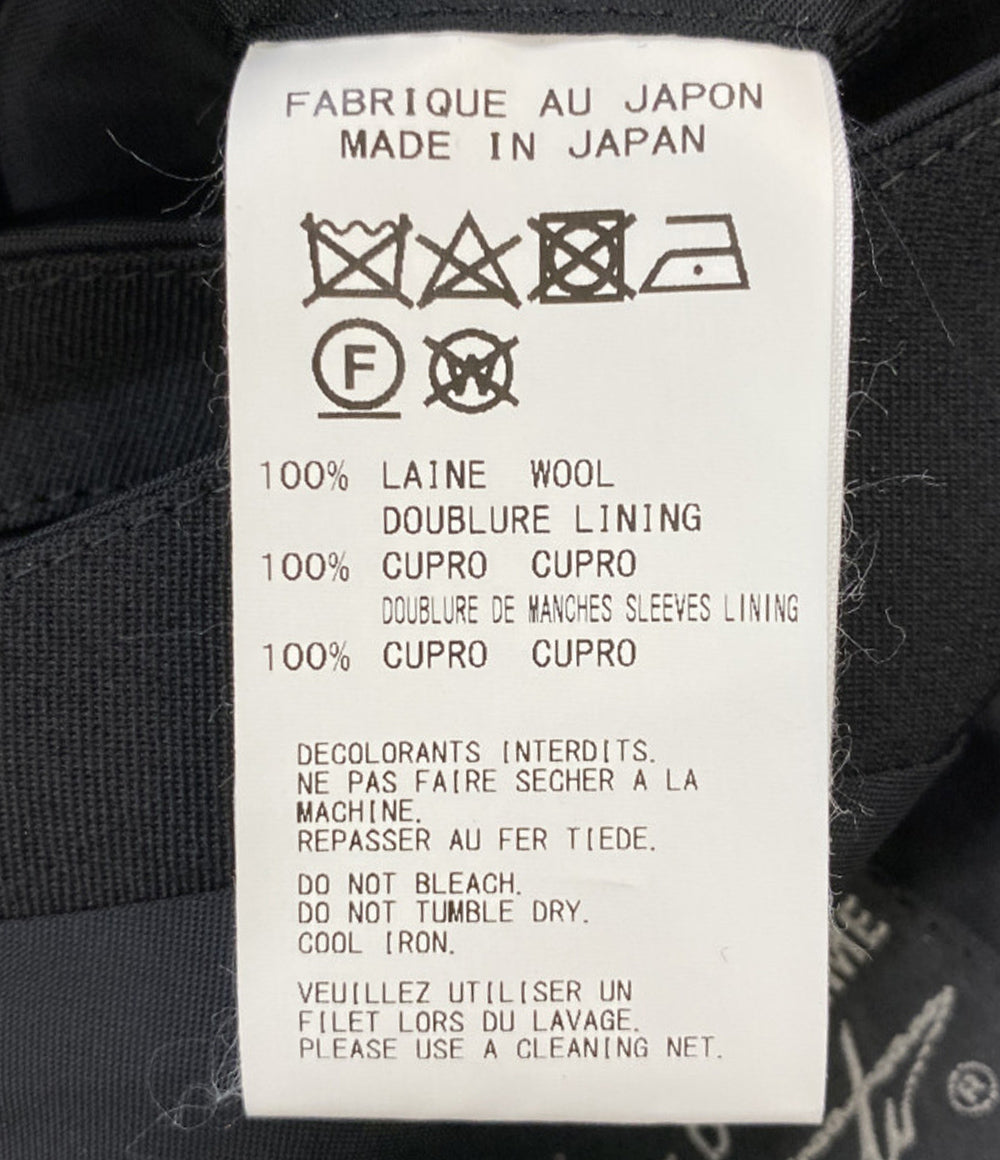 FABRIQUE AU JAPON
MADE IN JAPAN
F W
100% LAINE WOOL
DOUBLURE LINING
100% CUPRO CUPRO
DOUBLURE DE MANCHES SLEEVES LINING
100% CUPRO CUPRO
DECOLORANTS INTERDITS.
NE PAS FAIRE SECHER A LA
MACHINE.
REPASSER AU FER TIEDE.
DO NOT BLEACH.
DO NOT TUMBLE DRY.
COOL IRON.
VEUILLEZ UTILISER UN
FILET LORS DU LAVAGE.
PLEASE USE A CLEANING NET.
®